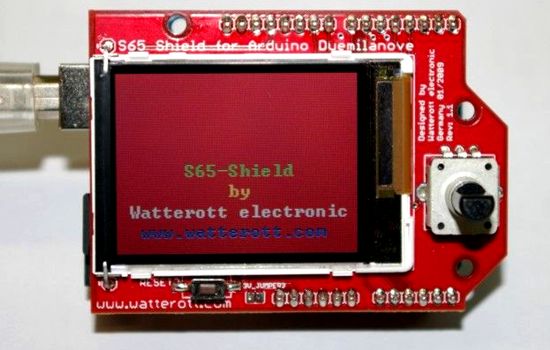 S65 Shield for Arduino Duemilanove
Designed by
Watterott electronic
Germany 01/2009
Rev: 1.1
S65-Shield
by
Watterott electronic
www.watterott.com
RESET
3V_JUMPER3
www.watterott.com